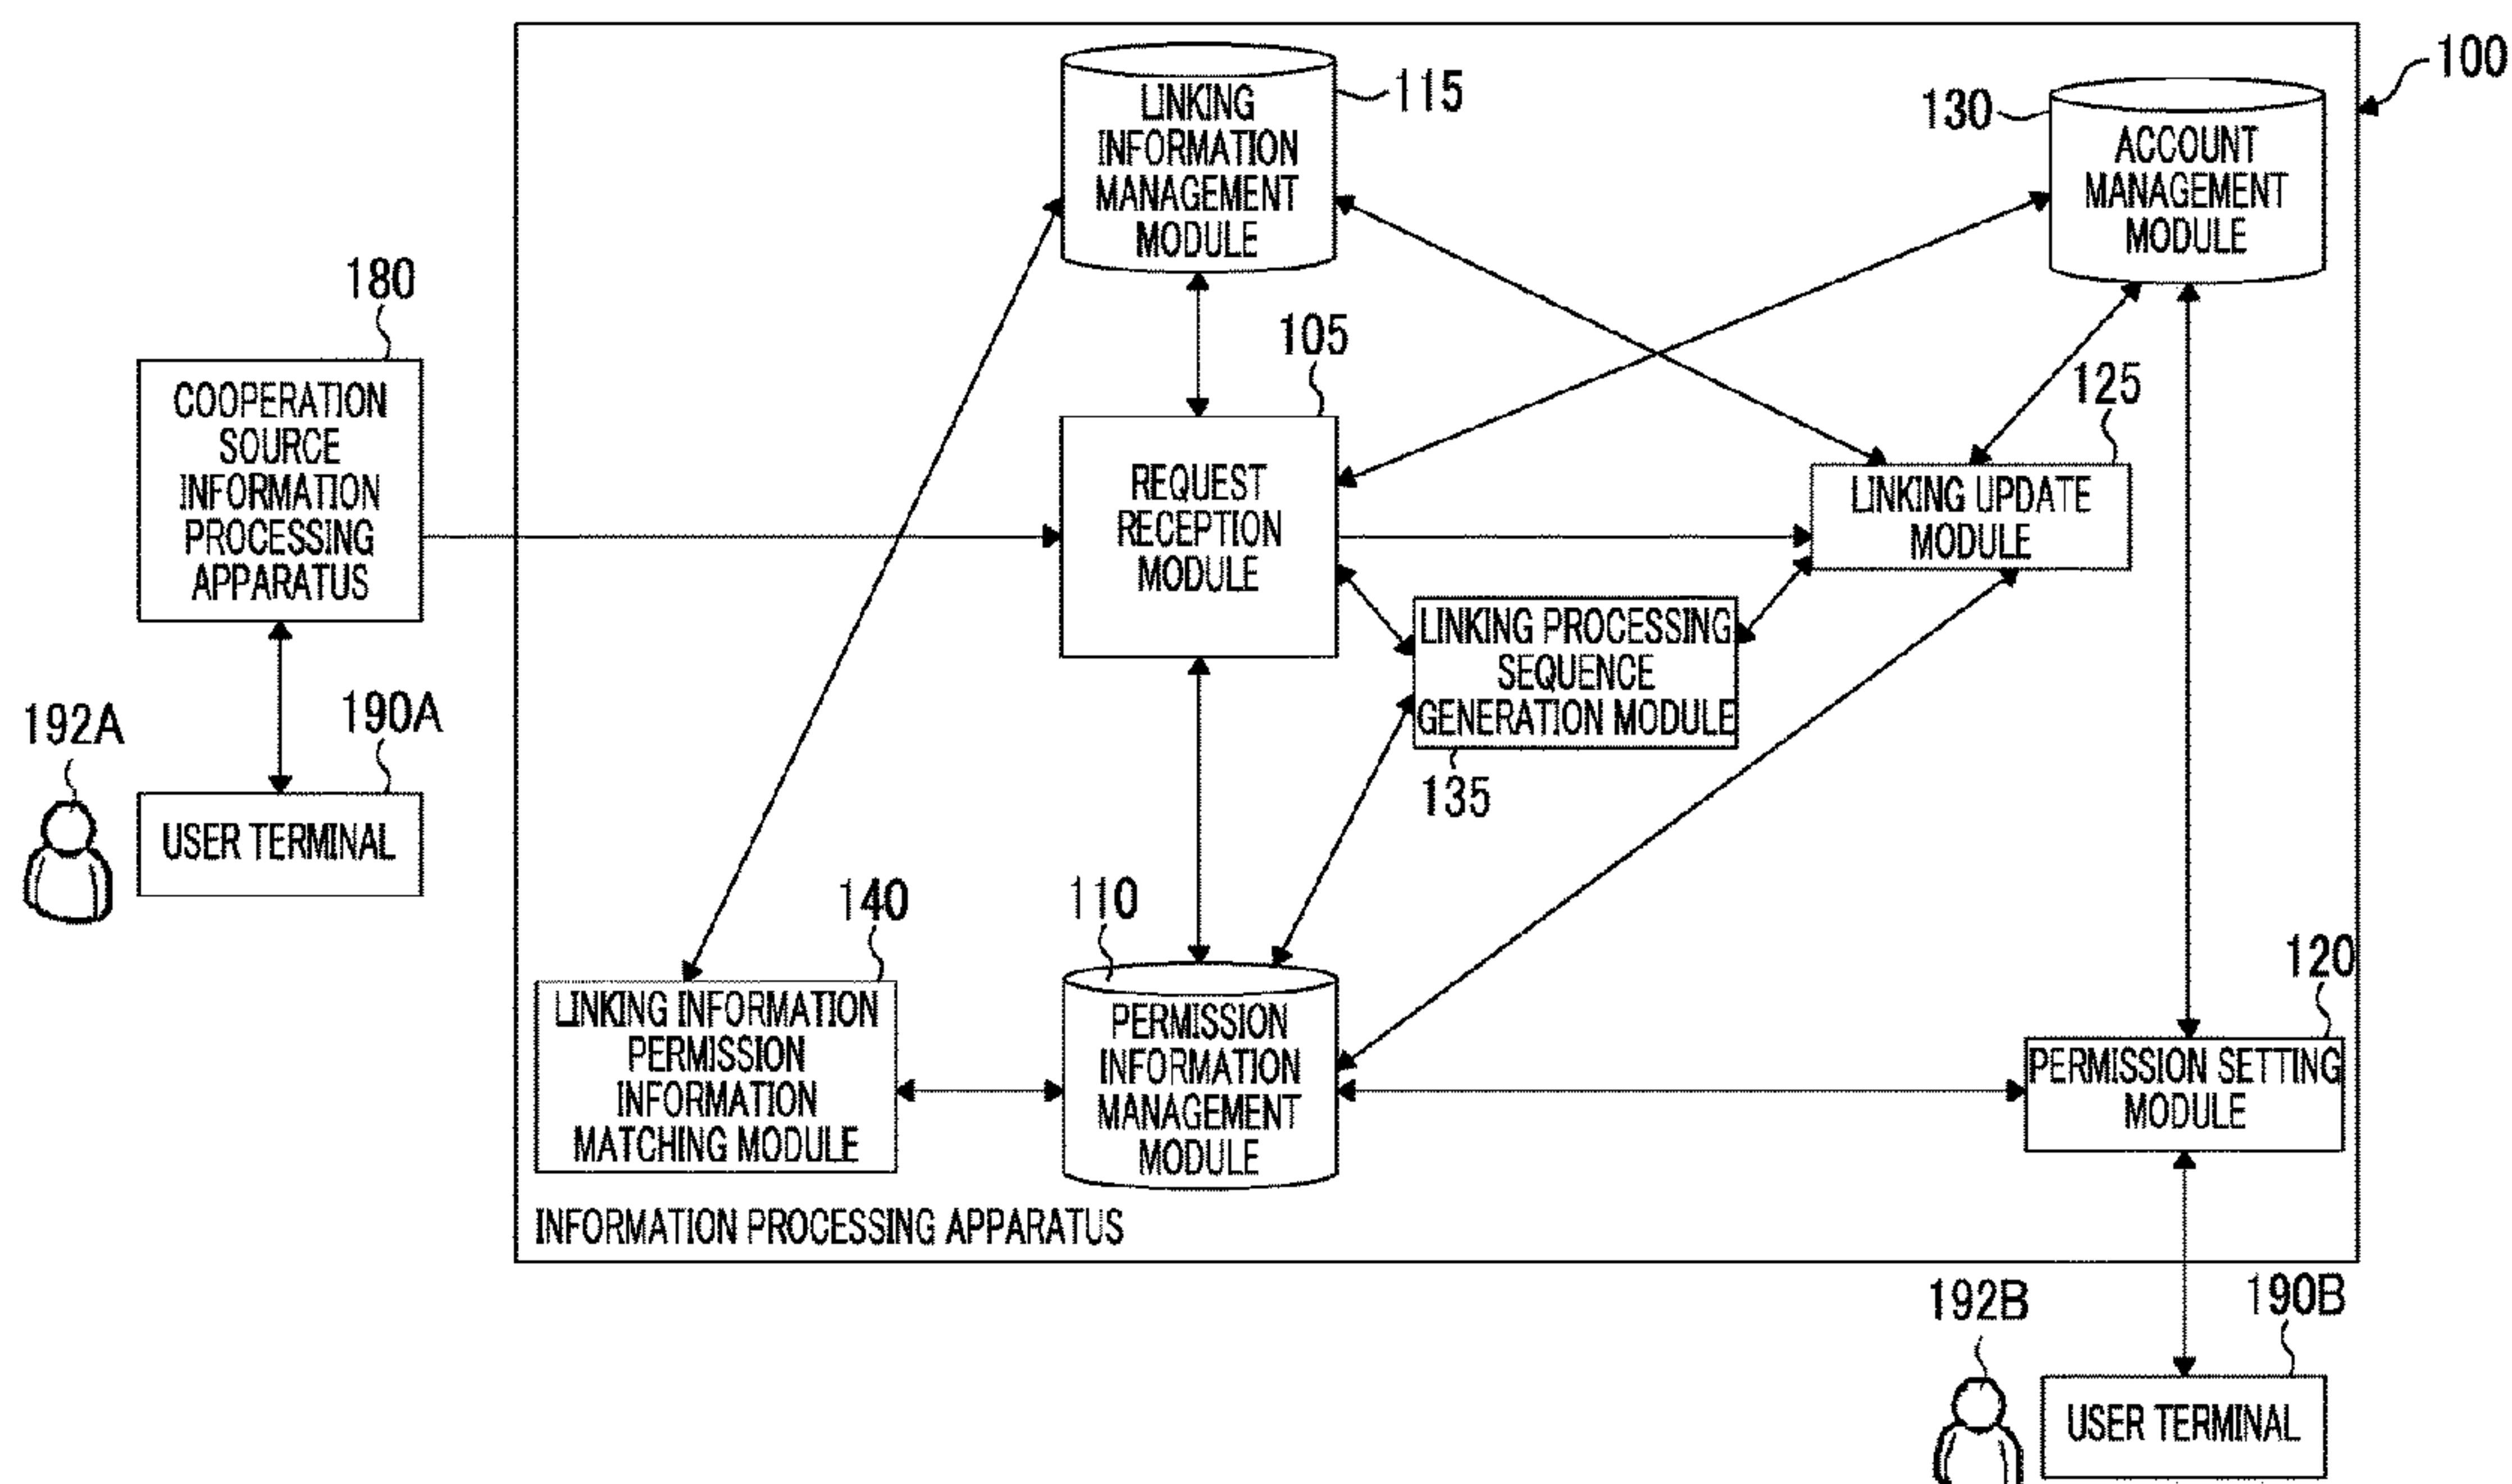 100
115
LINKING
INFORMATION
MANAGEMENT
MODULE
130
ACCOUNT
MANAGEMENT
MODULE
180
COOPERATION
SOURCE
INFORMATION
PROCESSING
APPARATUS
105
REQUEST
RECEPTION
MODULE
125
LINKING UPDATE
MODULE
LINKING PROCESSING
SEQUENCE
GENERATION MODULE
135
192A
190A
USER TERMINAL
140
LINKING INFORMATION
PERMISSION
INFORMATION
MATCHING MODULE
110
PERMISSION
INFORMATION
MANAGEMENT
MODULE
120
PERMISSION SETTING
MODULE
INFORMATION PROCESSING APPARATUS
192B
190B
USER TERMINAL